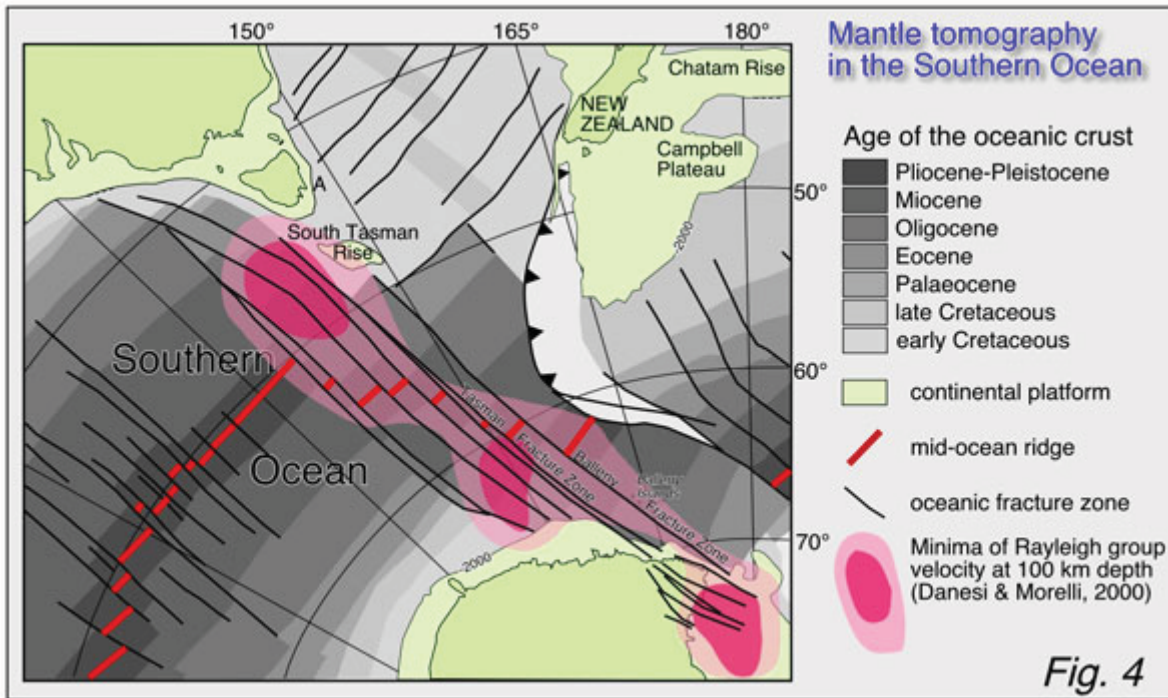 150°
165°
180°
Mantle tomography
in the Southern Ocean
Chatam Rise
NEW
ZEALAND
Campbell
Plateau
A
50°
-2000
South Tasman
Rise
Southern
Ocean
60°
Tasman Fracture Zone
Balleny Fracture Zone
Balleny
Islands
-2000
70°
Age of the oceanic crust
Pliocene-Pleistocene
Miocene
Oligocene
Eocene
Palaeocene
late Cretaceous
early Cretaceous
continental platform
mid-ocean ridge
oceanic fracture zone
Minima of Rayleigh group
velocity at 100 km depth
(Danesi & Morelli, 2000)
Fig. 4